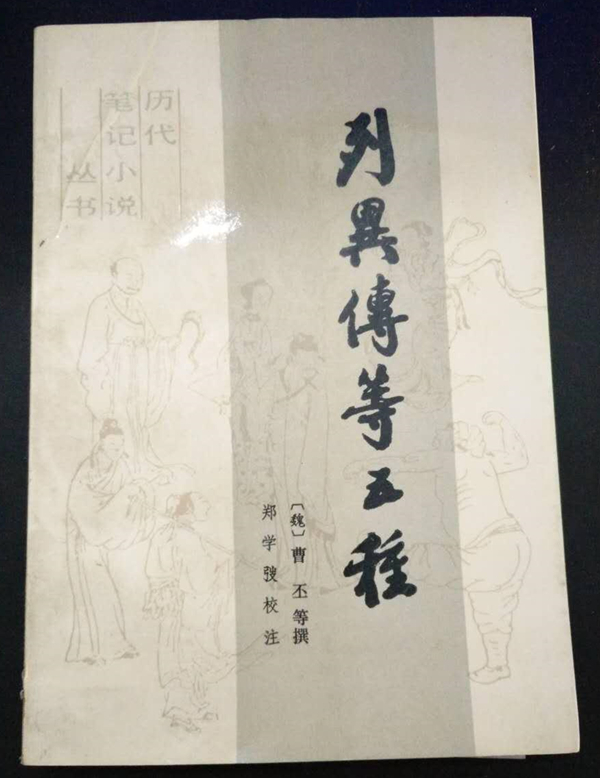 列異傳等五種
〔魏〕曹丕等撰
郑学弢校注
历代
笔记小说
丛书